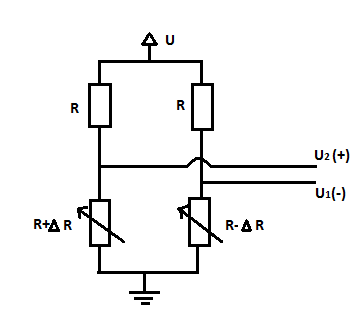 U
R
R
U2 (+)
U1(-)
R+Δ R
R- Δ R